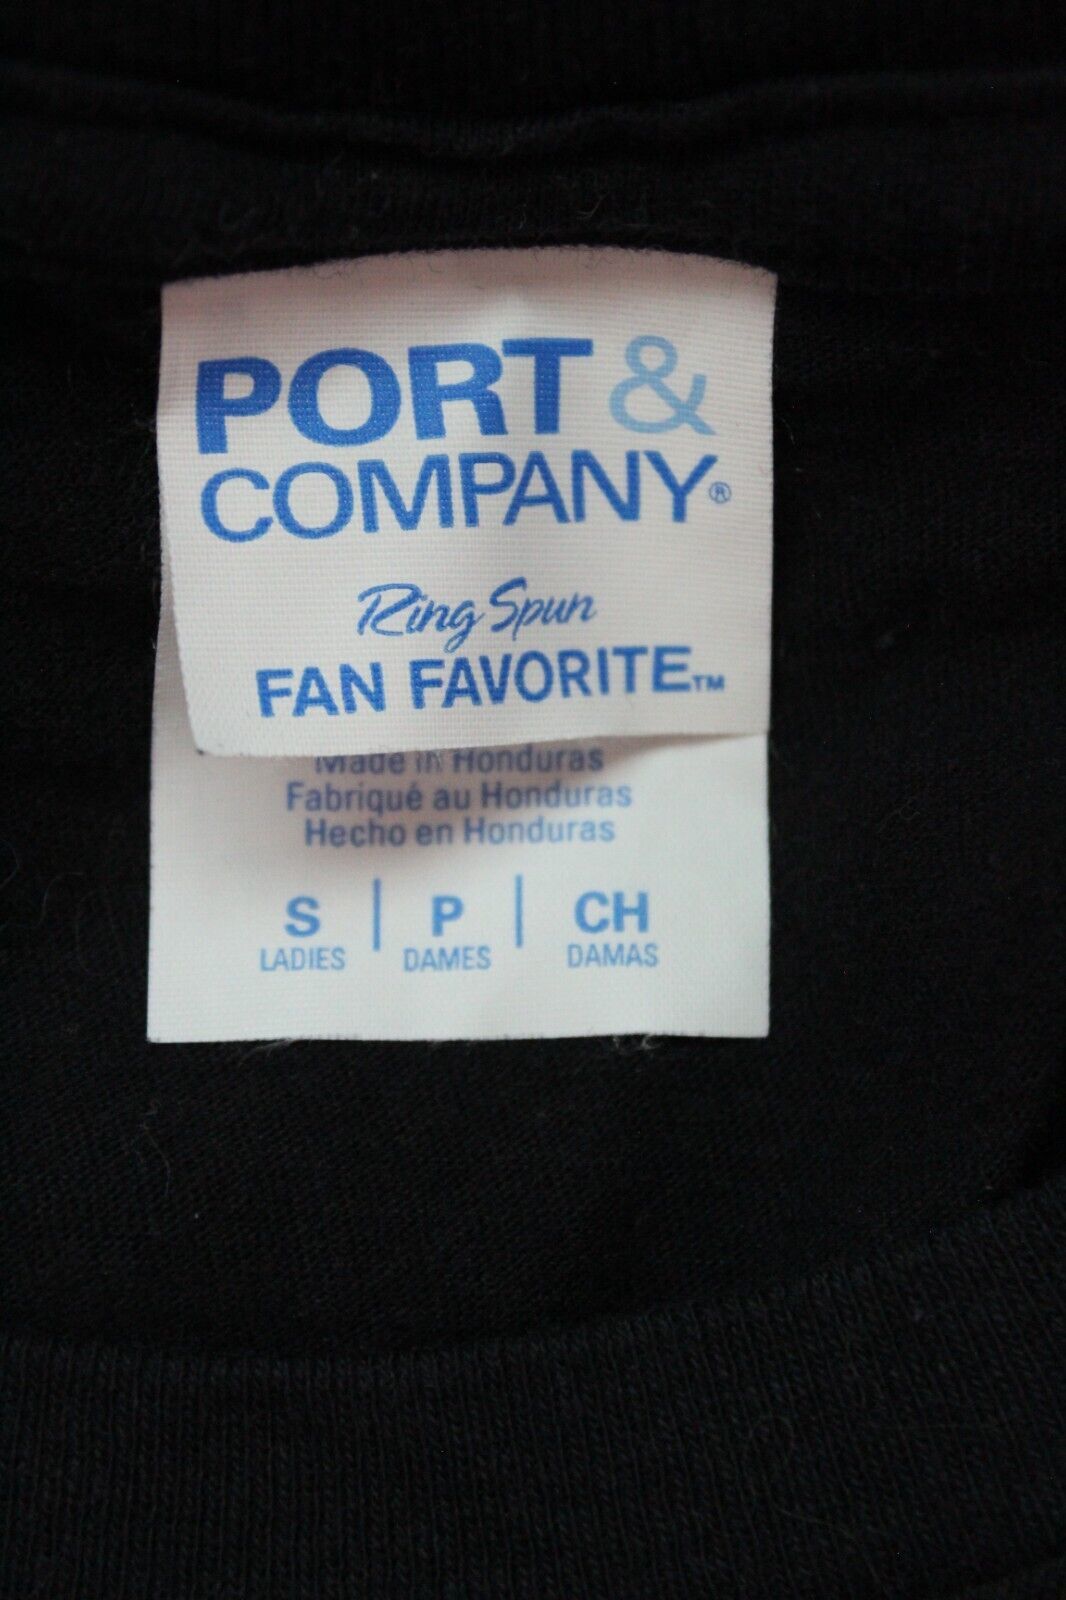 PORT &
COMPANY®
Ring Spun
FAN FAVORITE™
Made in Honduras
Fabriqué au Honduras
Hecho en Honduras
S | P | CH
LADIES DAMES DAMAS